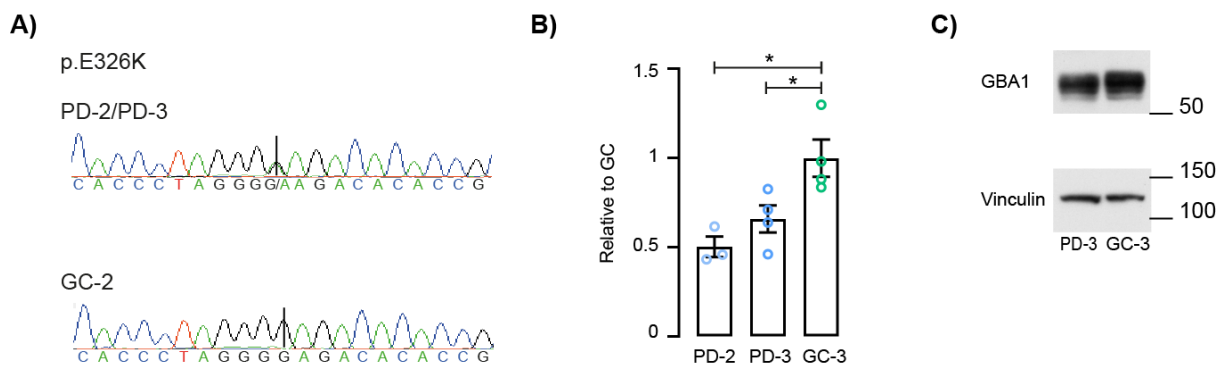 A)
p.E326K
PD-2/PD-3
C A C C C T A G G G G/A A G A C A C A C C G
GC-2
C A C C C T A G G G G A G A C A C A C C G
B)
Relative to GC
1.5
1
0.5
0
*
*
PD-2 PD-3 GC-3
C)
GBA1
50
Vinculin
150
100
PD-3 GC-3